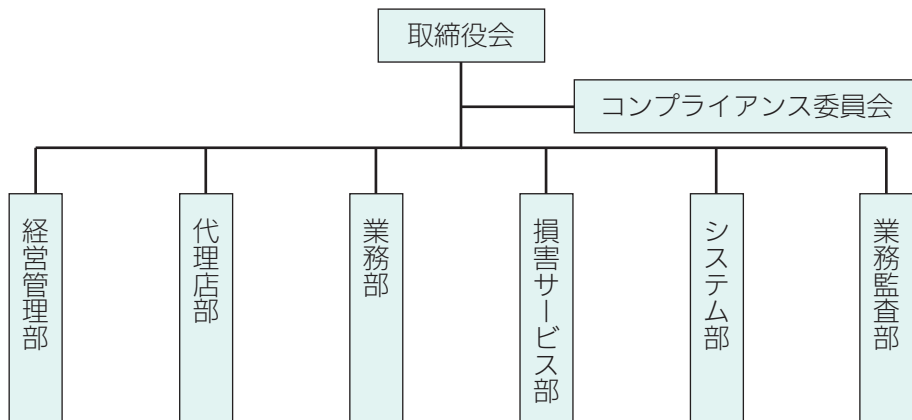 取締役会
コンプライアンス委員会
経営管理部
代理店部
業務部
損害サービス部
システム部
業務監査部